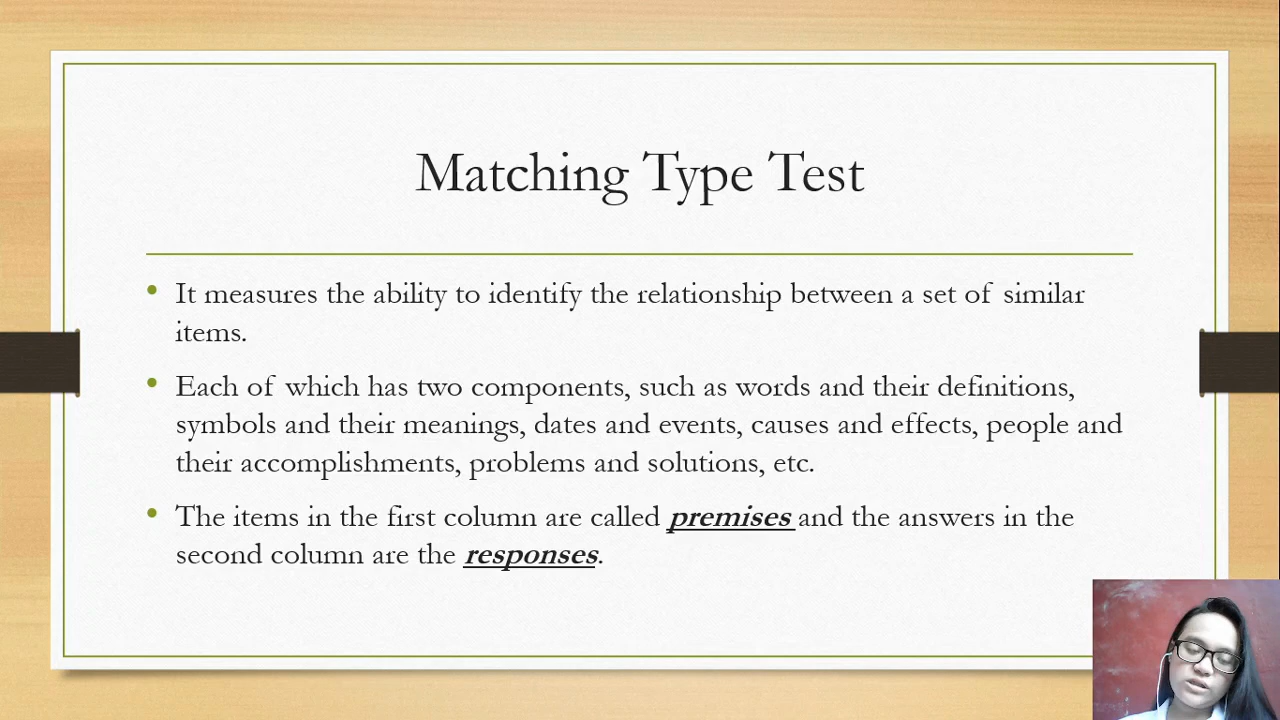 Matching Type Test
• It measures the ability to identify the relationship between a set of similar
items.
• Each of which has two components, such as words and their definitions,
symbols and their meanings, dates and events, causes and effects, people and
their accomplishments, problems and solutions, etc.
• The items in the first column are called premises and the answers in the
second column are the responses.